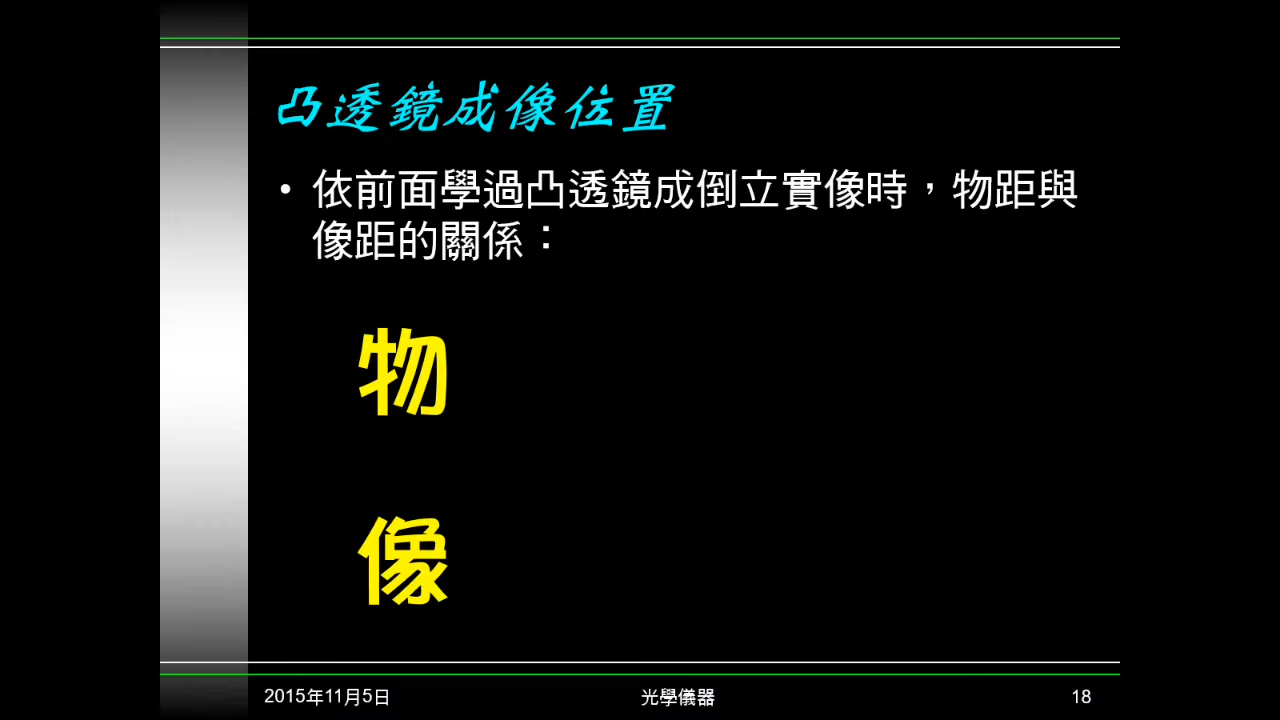 凸透鏡成像位置
• 依前面學過凸透鏡成倒立實像時，物距與
像距的關係：
物
像
2015年11月5日 光學儀器 18